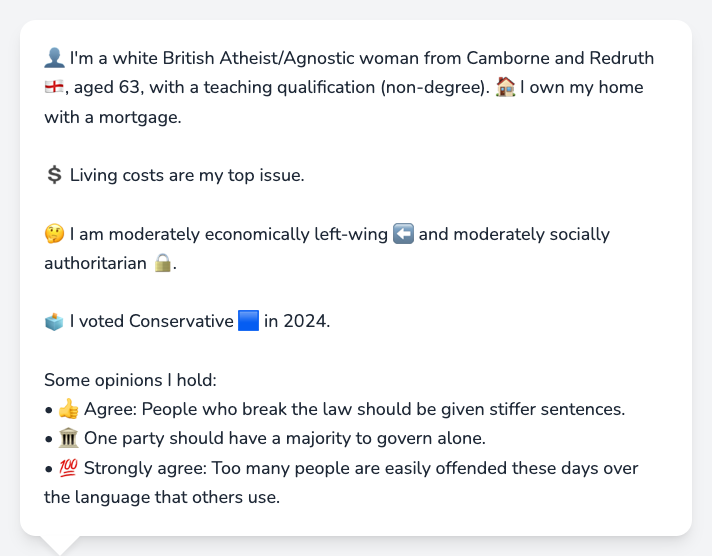 👤 I'm a white British Atheist/Agnostic woman from Camborne and Redruth
🏴󠁧󠁢󠁥󠁮󠁧󠁿, aged 63, with a teaching qualification (non-degree). 🏠 I own my home
with a mortgage.
💲 Living costs are my top issue.
🤔 I am moderately economically left-wing ⬅️ and moderately socially
authoritarian 🔒.
🗳️ I voted Conservative 🟦 in 2024.
Some opinions I hold:
• 👍 Agree: People who break the law should be given stiffer sentences.
• 🏛️ One party should have a majority to govern alone.
• 💯 Strongly agree: Too many people are easily offended these days over
the language that others use.